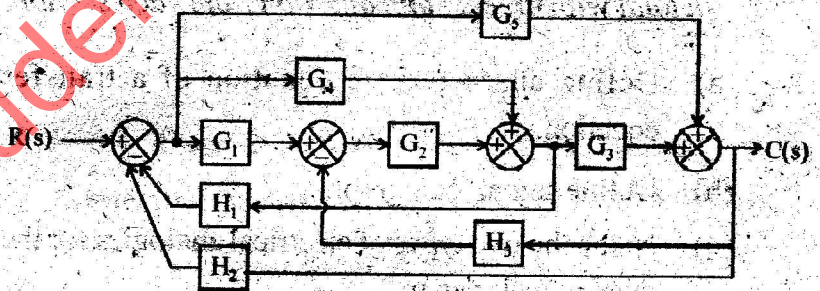 G₅
G₄
R(s) + − G₁ + − G₂ + + G₃ + + C(s)
H₁
H₃
H₂